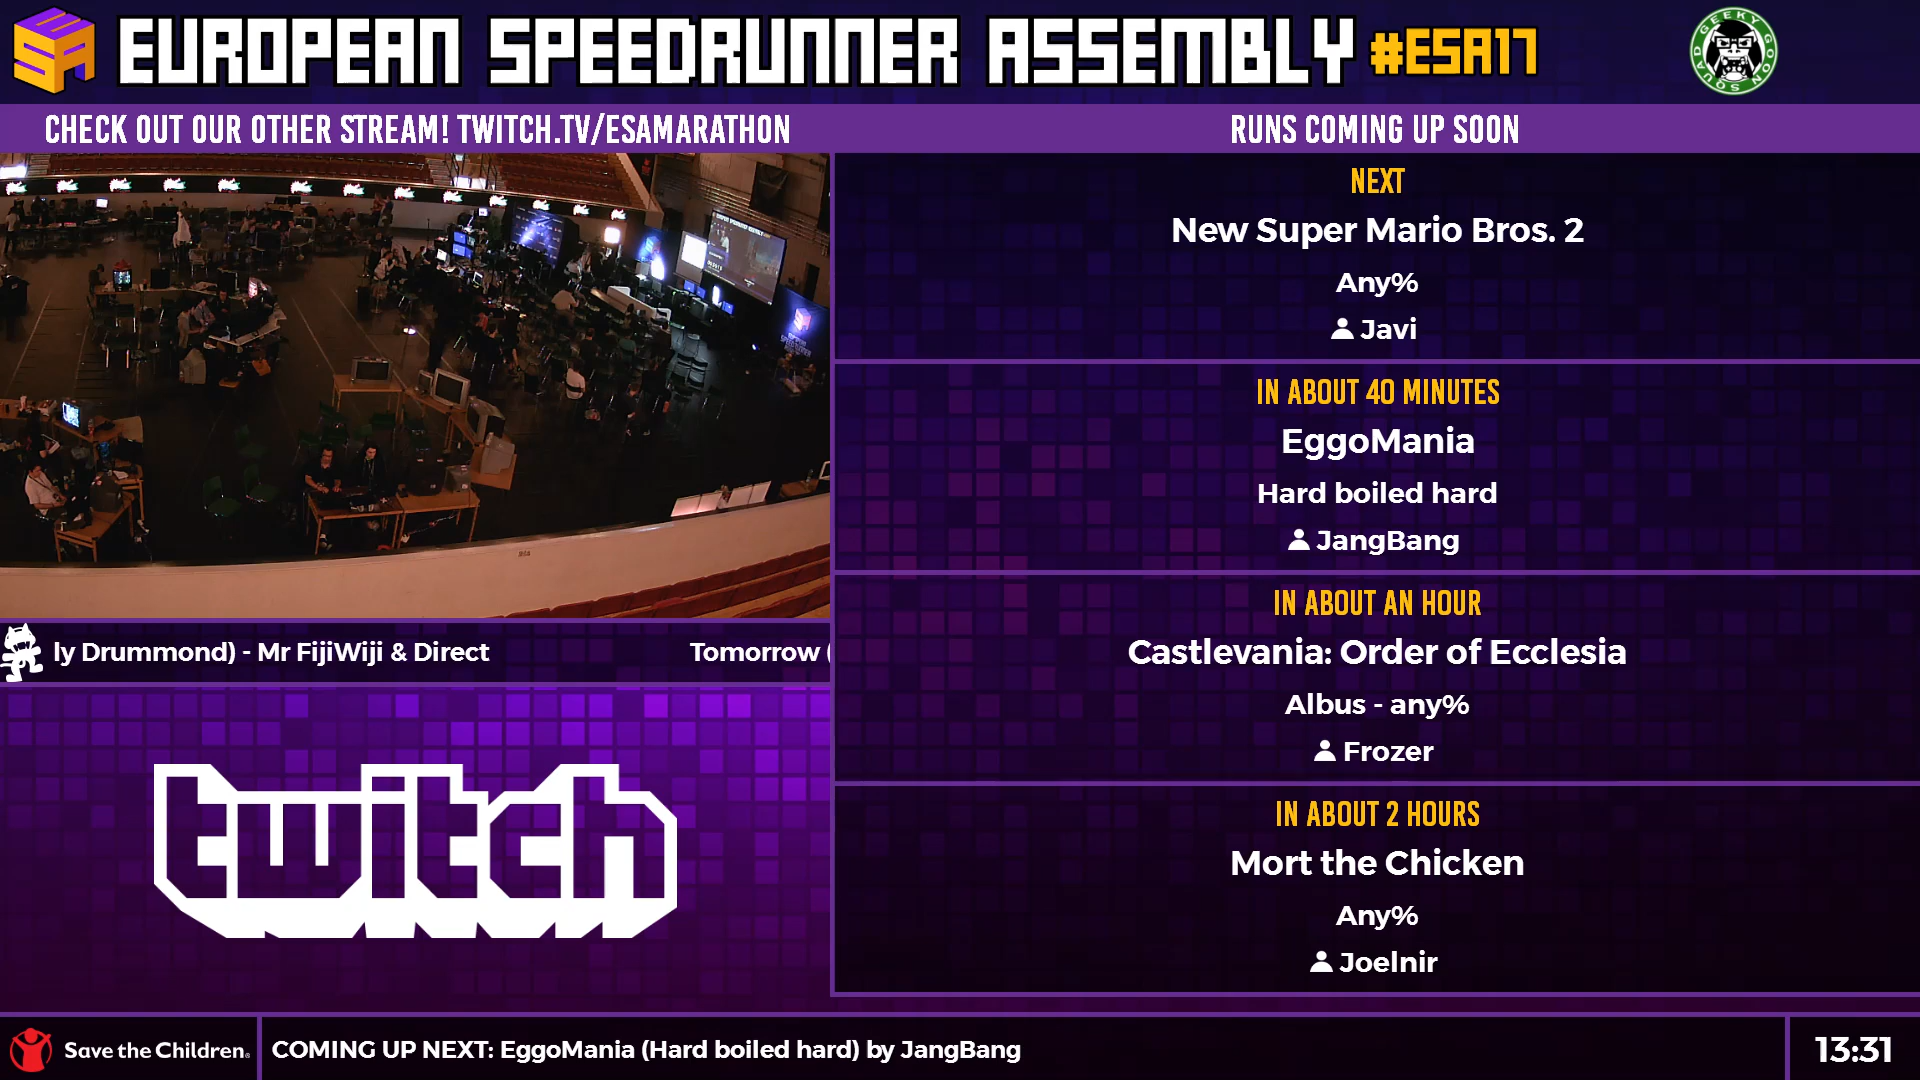 EUROPEAN SPEEDRUNNER ASSEMBLY #ESA17
GEEKY GOON SQUAD
CHECK OUT OUR OTHER STREAM! TWITCH.TV/ESAMARATHON
RUNS COMING UP SOON
NEXT
New Super Mario Bros. 2
Any%
Javi
IN ABOUT 40 MINUTES
EggoMania
Hard boiled hard
JangBang
IN ABOUT AN HOUR
Castlevania: Order of Ecclesia
Albus - any%
Frozer
IN ABOUT 2 HOURS
Mort the Chicken
Any%
Joelnir
ly Drummond) - Mr FijiWiji & Direct
Tomorrow (
twitch
Save the Children.
COMING UP NEXT: EggoMania (Hard boiled hard) by JangBang
13:31